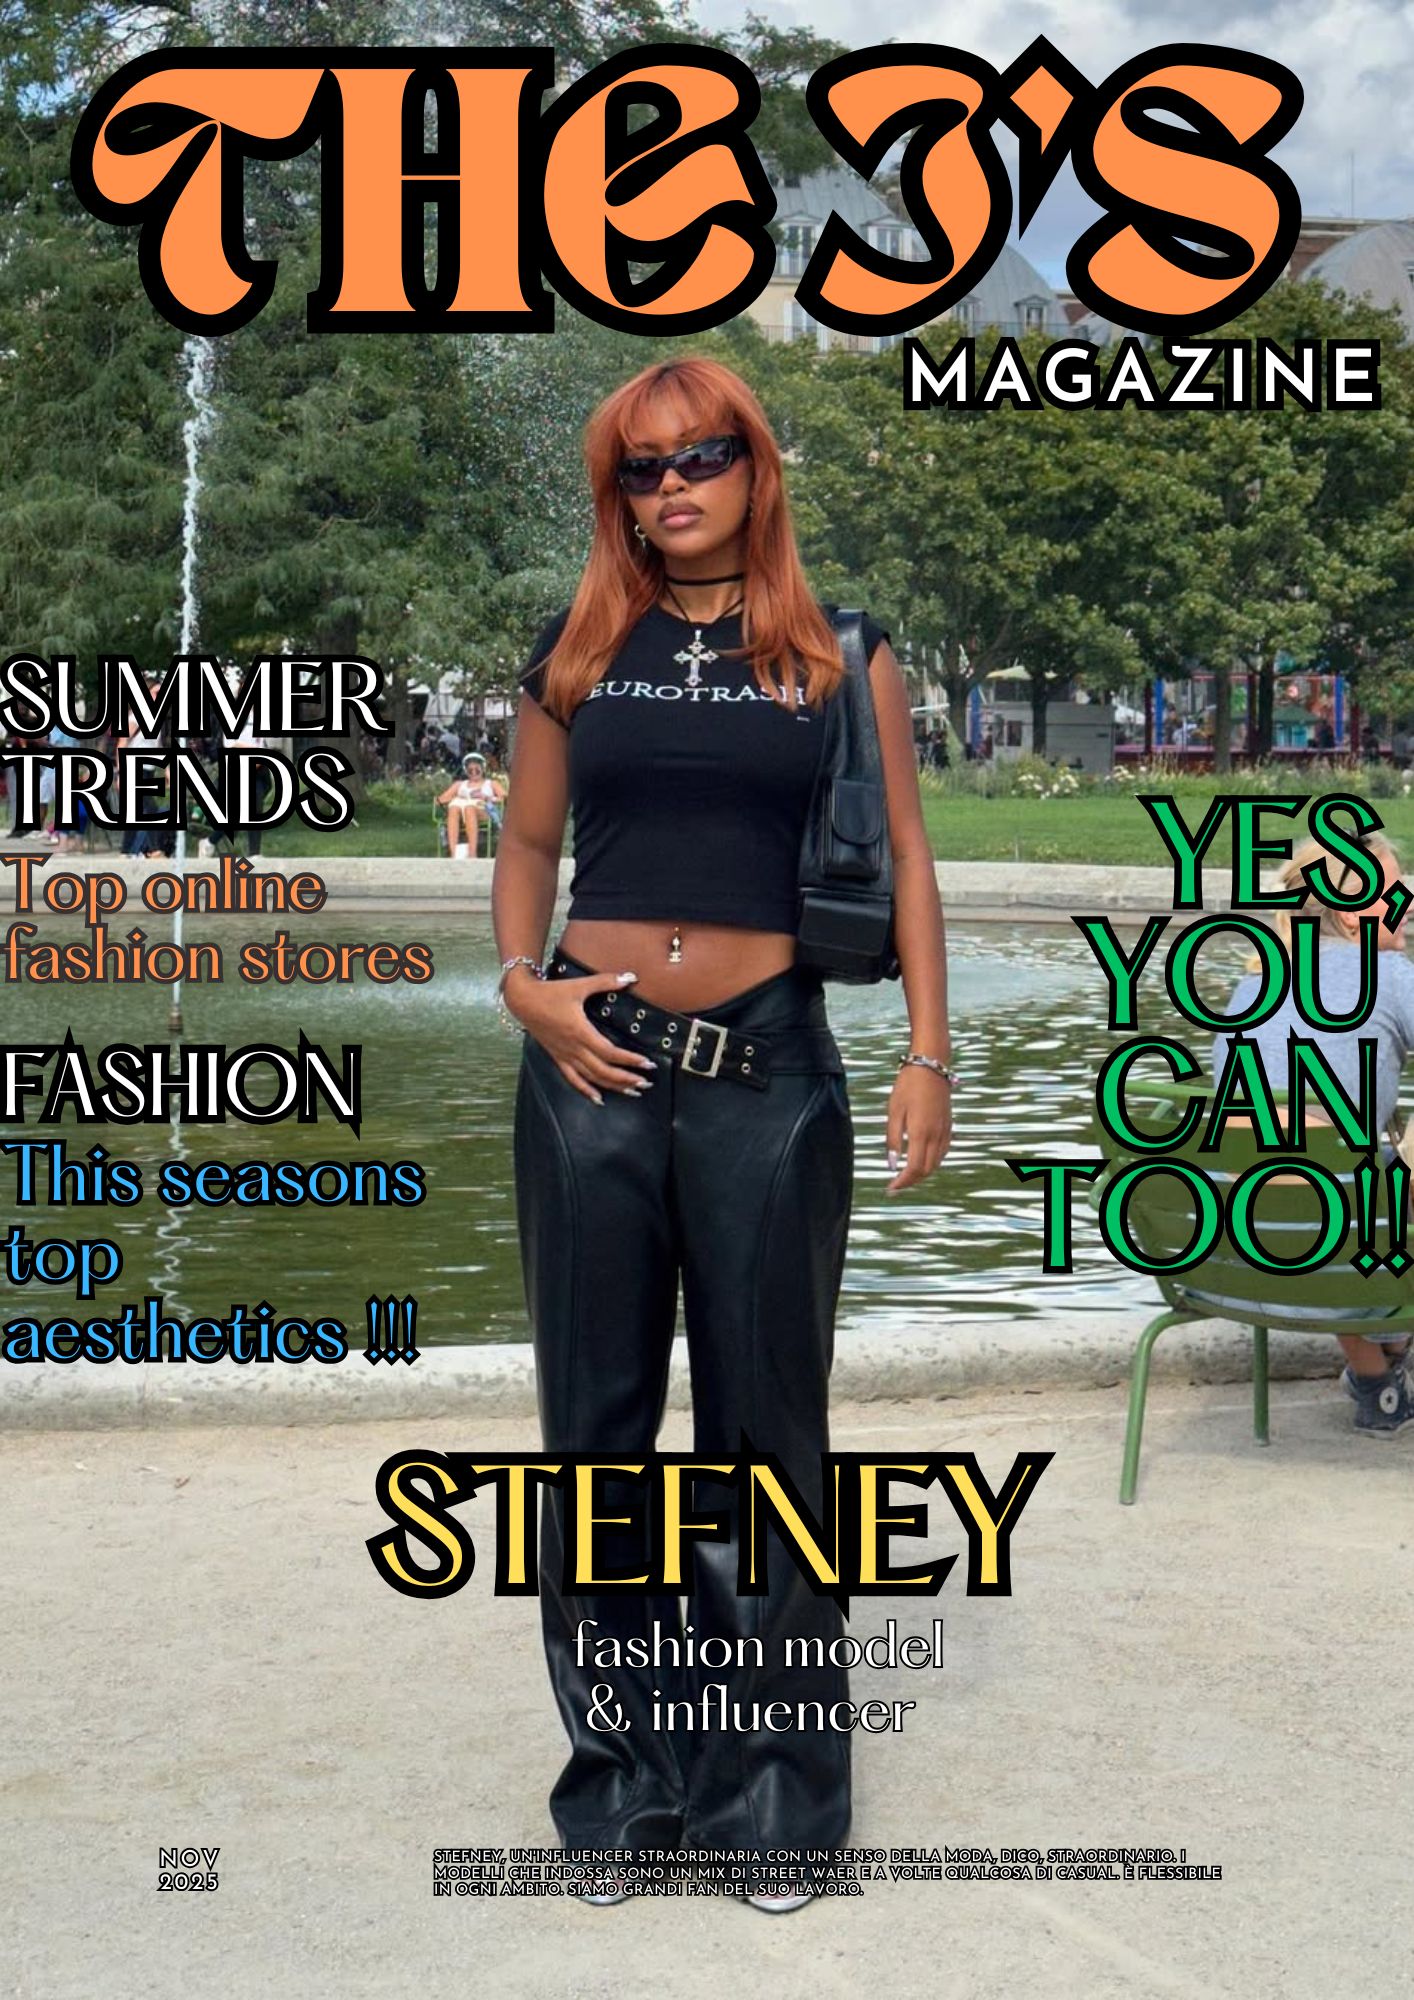 THE J'S
MAGAZINE
EUROTRASH
SUMMER
TRENDS
Top online
fashion stores
FASHION
This seasons
top
aesthetics !!!
YES,
YOU
CAN
TOO!!
STEFNEY
fashion model
& influencer
NOV
2025
STEFNEY, UN'INFLUENCER STRAORDINARIA CON UN SENSO DELLA MODA, DICO, STRAORDINARIO. I
MODELLI CHE INDOSSA SONO UN MIX DI STREET WAER E A VOLTE QUALCOSA DI CASUAL. È FLESSIBILE
IN OGNI AMBITO. SIAMO GRANDI FAN DEL SUO LAVORO.